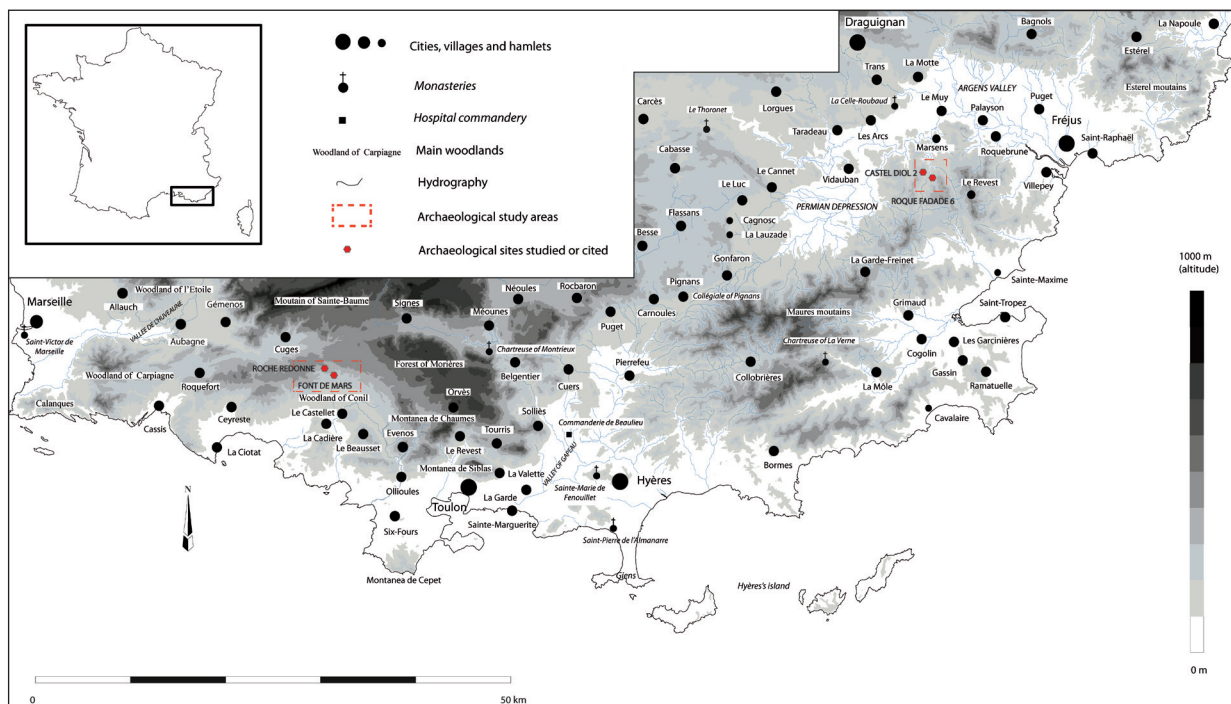 Cities, villages and hamlets
Monasteries
Hospital commandery
Woodland of Carpiagne
Main woodlands
Hydrography
Archaeological study areas
Archaeological sites studied or cited
Draguignan
Bagnols
La Napoule
Estérel
Trans
La Motte
Esterel moutains
ARGENS VALLEY
Carcès
Lorgues
La Celle-Roubaud
Le Muy
Palayson
Puget
Le Thoronet
Fréjus
Taradeau
Les Arcs
Saint-Raphaël
Marsens
Roquebrune
Cabasse
Le Cannet
Vidauban
CASTEL DIOL 2
Villepey
Le Luc
Le Revest
ROQUE FADADE 6
PERMIAN DEPRESSION
Flassans
Cagnosc
Besse
La Lauzade
Gonfaron
La Garde-Freinet
Sainte-Maxime
1000 m
(altitude)
Woodland of l'Etoile
Allauch
Marseille
Gémenos
VALLEE DE L'HUVEAUNE
Moutain of Sainte-Baume
Signes
Néoules
Rocbaron
Pignans
Collégiale of Pignans
Carnoules
Méounes
Puget
Maures moutains
Grimaud
Saint-Tropez
Saint-Victor de
Marseille
Aubagne
Cuges
Chartreuse of Montrieux
Chartreuse of La Verne
Cogolin
Les Garcinières
Woodland of Carpiagne
Roquefort
ROCHE REDONNE
FONT DE MARS
Forest of Morières
Belgentier
Cuers
Pierrefeu
Collobrières
La Môle
Gassin
Ramatuelle
Calanques
Cassis
Ceyreste
Woodland of Conil
Le Castellet
Orvès
Montanea de Chaumes
Solliès
Commanderie de Beaulieu
Cavalaire
La Cadière
Le Beausset
Evenos
Le Revest
Tourris
La Ciotat
Montanea de Siblas
La Valette
VALLEY OF GAPEAU
Bormes
Ollioules
Toulon
La Garde
Sainte-Marie de
Fenouillet
Hyères
Six-Fours
Sainte-Marguerite
Saint-Pierre de l'Almanarre
Montanea de Cepet
Giens
Hyères's island
N
0
50 km
0 m